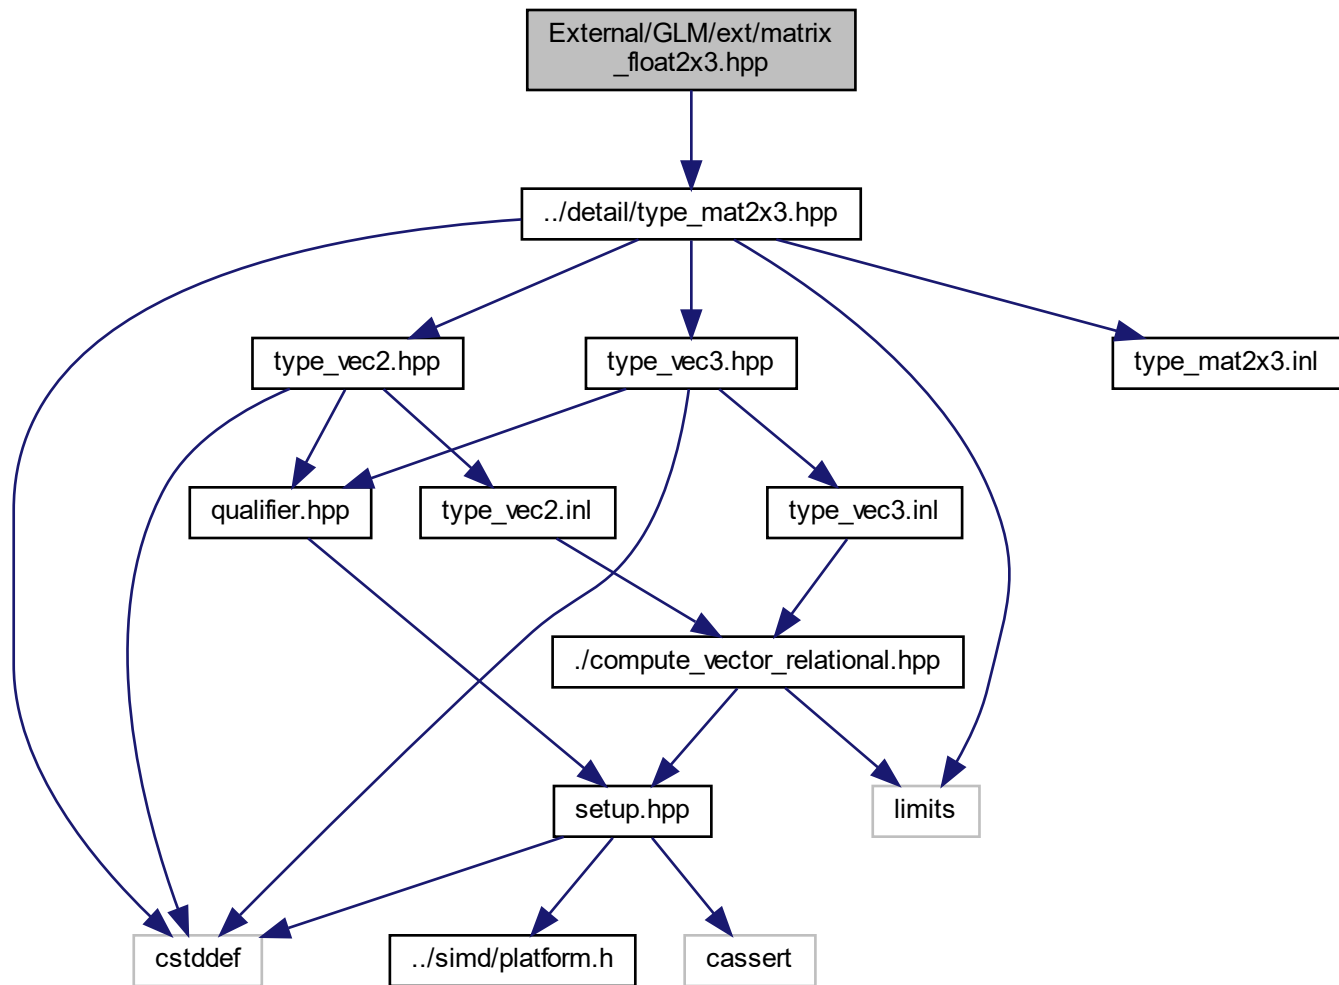 External/GLM/ext/matrix
_float2x3.hpp
../detail/type_mat2x3.hpp
type_vec2.hpp
type_vec3.hpp
type_mat2x3.inl
qualifier.hpp
type_vec2.inl
type_vec3.inl
./compute_vector_relational.hpp
setup.hpp
limits
cstddef
../simd/platform.h
cassert